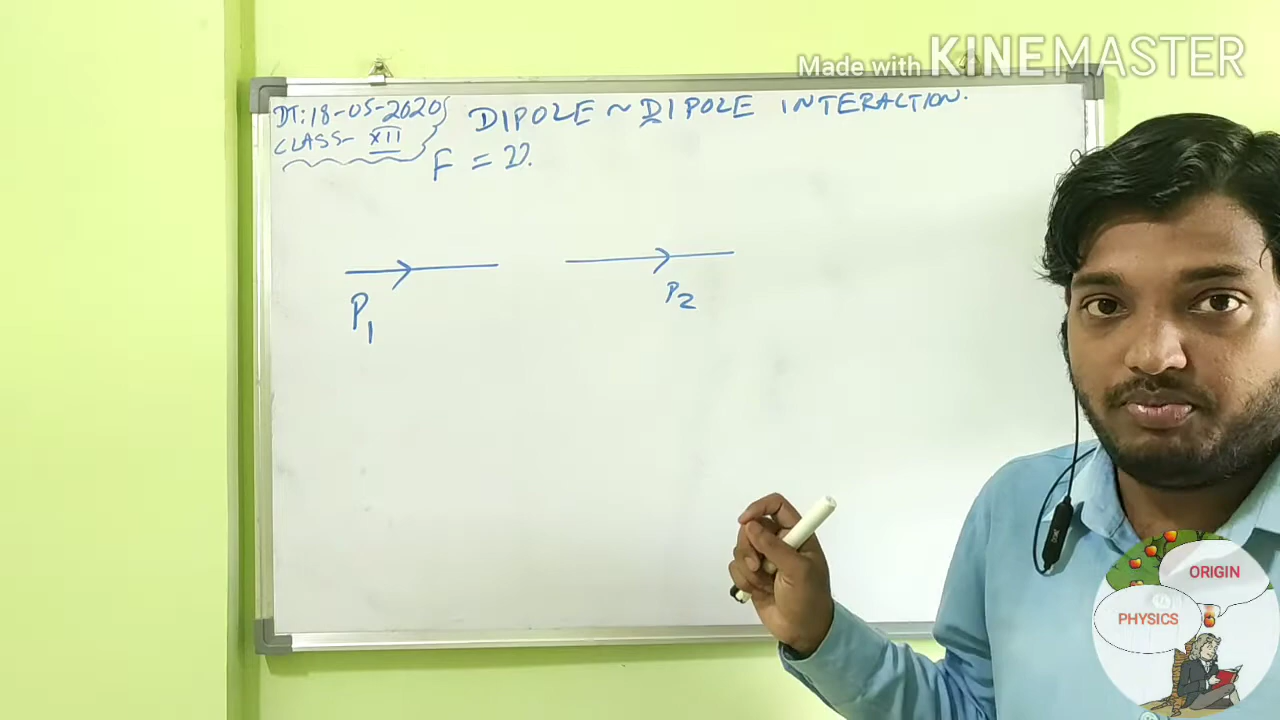 Made with KINEMASTER
DT:18-05-2020
CLASS- XII
DIPOLE ~ DIPOLE INTERACTION.
F =
P1
P2
ORIGIN
PHYSICS